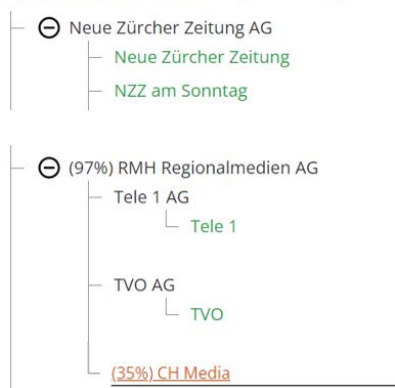 Neue Zürcher Zeitung AG
Neue Zürcher Zeitung
NZZ am Sonntag
(97%) RMH Regionalmedien AG
Tele 1 AG
Tele 1
TVO AG
TVO
(35%) CH Media